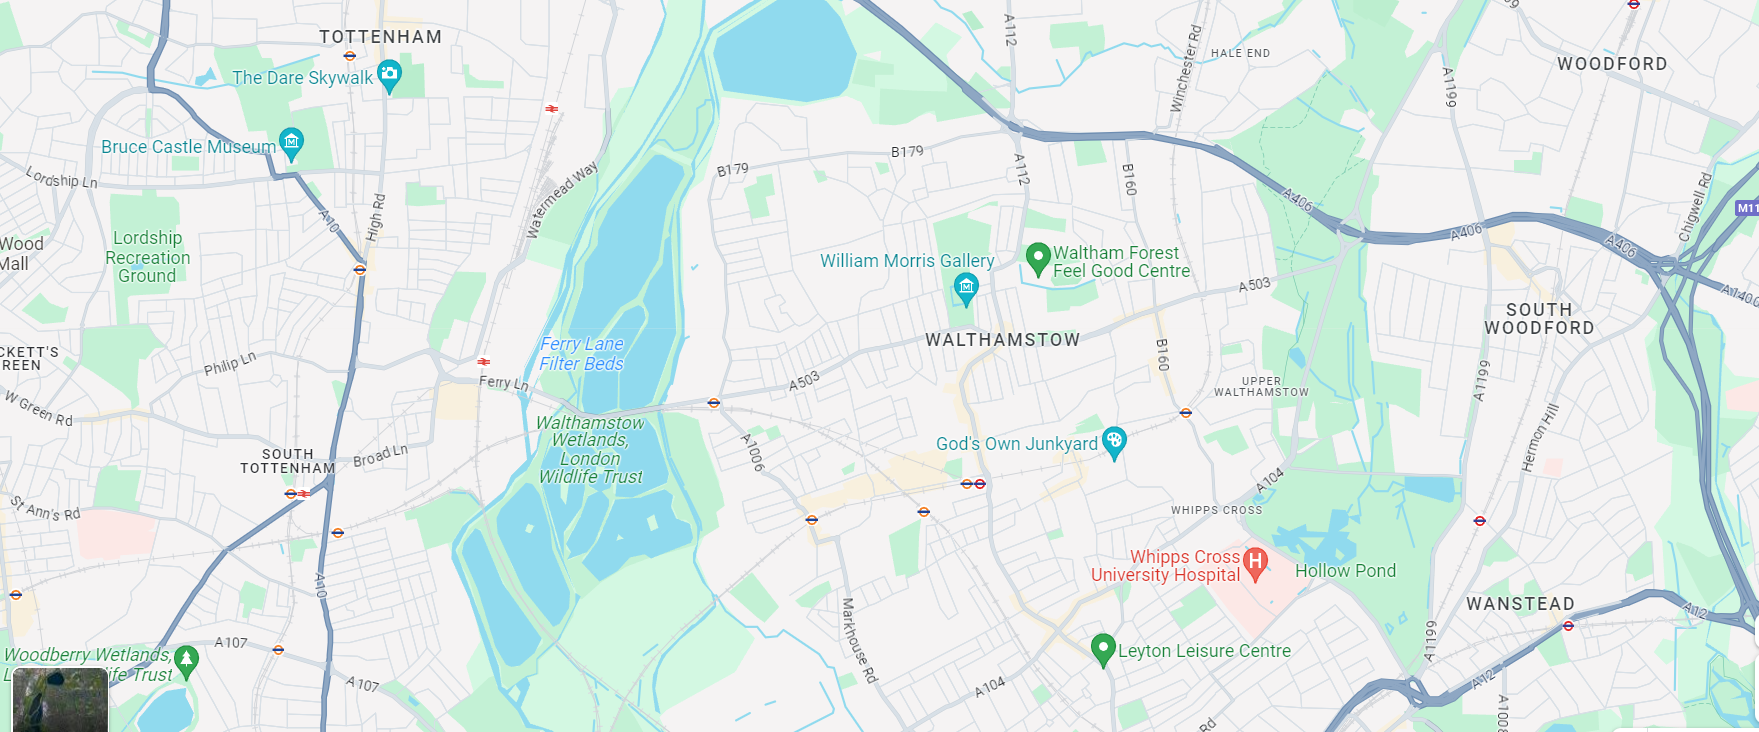 TOTTENHAM
A112
Winchester Rd
HALE END
WOODFORD
The Dare Skywalk
A1199
Bruce Castle Museum
B179
B179
A112
B160
Lordship Ln
Watermead Way
A10
High Rd
A406
A406
A406
Chigwell Rd
M11
Wood
Mall
Lordship
Recreation
Ground
William Morris Gallery
Waltham Forest
Feel Good Centre
A503
A1400
SOUTH
WOODFORD
WALTHAMSTOW
Ferry Lane
Filter Beds
CKETT'S
REEN
Philip Ln
Ferry Ln
A503
B160
UPPER
WALTHAMSTOW
A1199
W Green Rd
Walthamstow
Wetlands,
London
Wildlife Trust
A1006
God's Own Junkyard
Hermon Hill
SOUTH
TOTTENHAM
Broad Ln
A104
St Ann's Rd
WHIPPS CROSS
Whipps Cross
University Hospital
H
Hollow Pond
A10
WANSTEAD
A12
Markhouse Rd
A107
A1199
Woodberry Wetlands,
L
ife Trust
Leyton Leisure Centre
A107
A104
A12
A1008
Rd